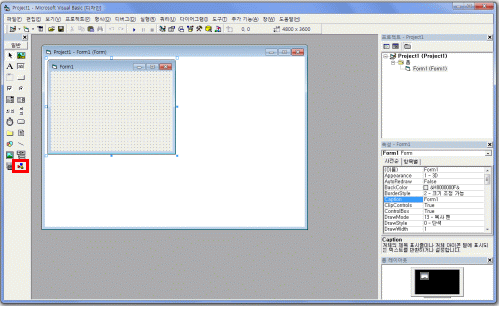 Project1 - Microsoft Visual Basic [디자인]
파일(F) 편집(E) 보기(V) 프로젝트(P) 형식(O) 디버그(D) 실행(R) 쿼리(U) 다이어그램(I) 도구(T) 추가 기능(A) 창(W) 도움말(H)
0, 0 4800 x 3600
일반
Project1 - Form1 (Form)
Form1
프로젝트 - Project1
Project1 (Project1)
폼
Form1 (Form1)
속성 - Form1
Form1 Form
사전순 항목별
(이름) Form1
Appearance 1 - 3D
AutoRedraw False
BackColor &H8000000F&
BorderStyle 2 - 크기 조정 가능
Caption Form1
ClipControls True
ControlBox True
DrawMode 13 - 복사 펜
DrawStyle 0 - 단색
DrawWidth 1
Caption
개체의 제목 표시줄이나 개체 아이콘 밑에 표시되는 텍스트를 반환하거나 설정합니다.
폼 레이아웃